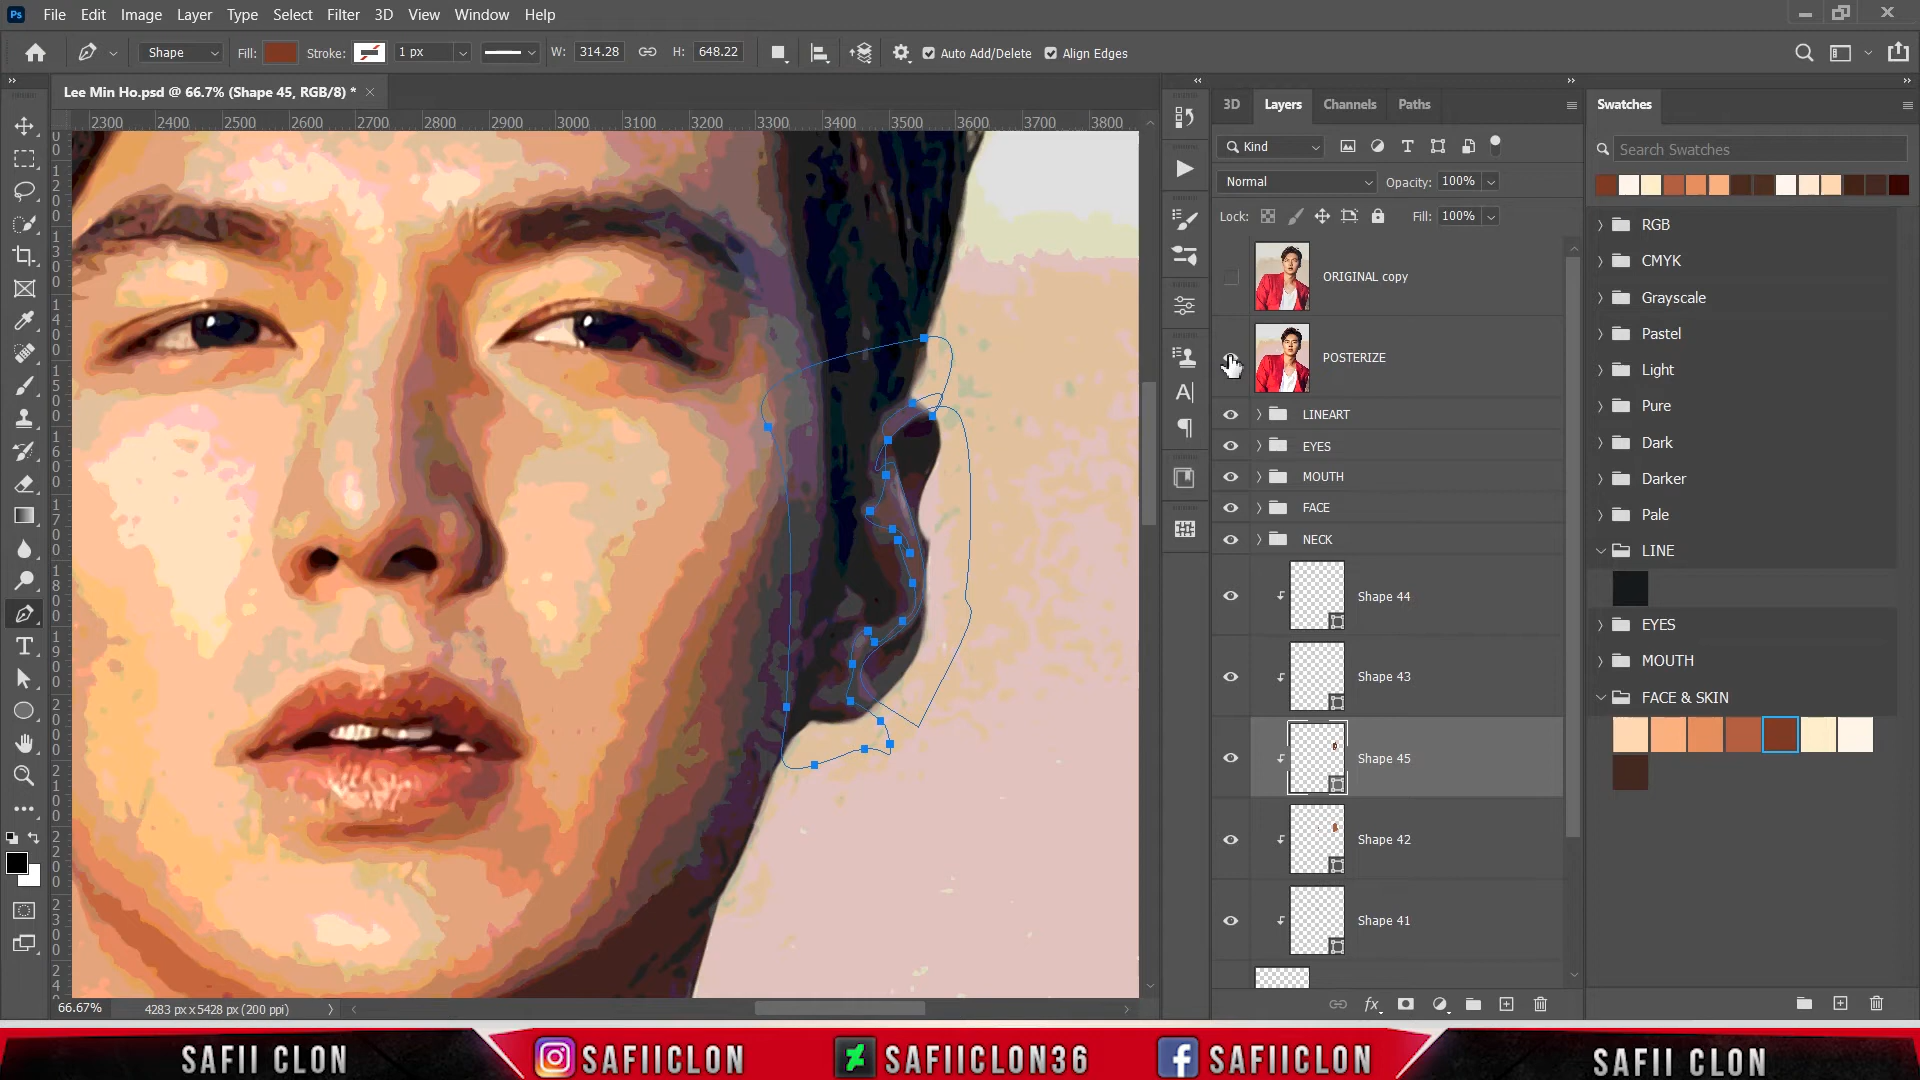 Ps File Edit Image Layer Type Select Filter 3D View Window Help
Shape Fill: Stroke: 1 px W: 314.28 H: 648.22 Auto Add/Delete Align Edges
Lee Min Ho.psd @ 66.7% (Shape 45, RGB/8) *
2300 2400 2500 2600 2700 2800 2900 3000 3100 3200 3300 3400 3500 3600 3700 3800
3D Layers Channels Paths
Kind
Normal Opacity: 100%
Lock: Fill: 100%
ORIGINAL copy
POSTERIZE
LINEART
EYES
MOUTH
FACE
NECK
Shape 44
Shape 43
Shape 45
Shape 42
Shape 41
Swatches
Search Swatches
RGB
CMYK
Grayscale
Pastel
Light
Pure
Dark
Darker
Pale
LINE
EYES
MOUTH
FACE & SKIN
66.67% 4283 px x 5428 px (200 ppi)
SAFII CLON SAFIICLON SAFIICLON36 SAFIICLON SAFII CLON